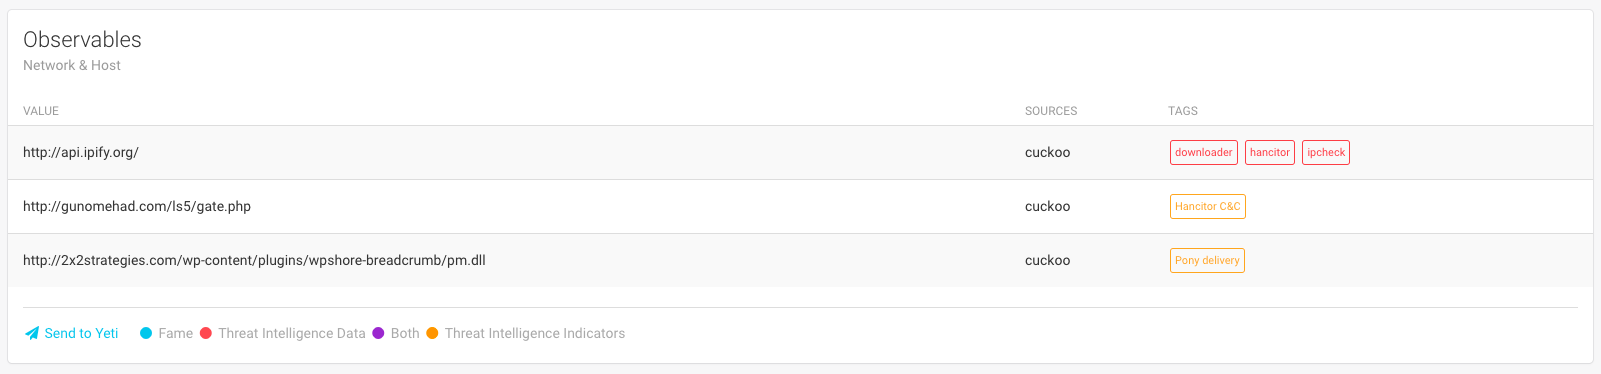 Observables
Network & Host
VALUE SOURCES TAGS
http://api.ipify.org/ cuckoo downloader hancitor ipcheck
http://gunomehad.com/ls5/gate.php cuckoo Hancitor C&C
http://2x2strategies.com/wp-content/plugins/wpshore-breadcrumb/pm.dll cuckoo Pony delivery
Send to Yeti Fame Threat Intelligence Data Both Threat Intelligence Indicators